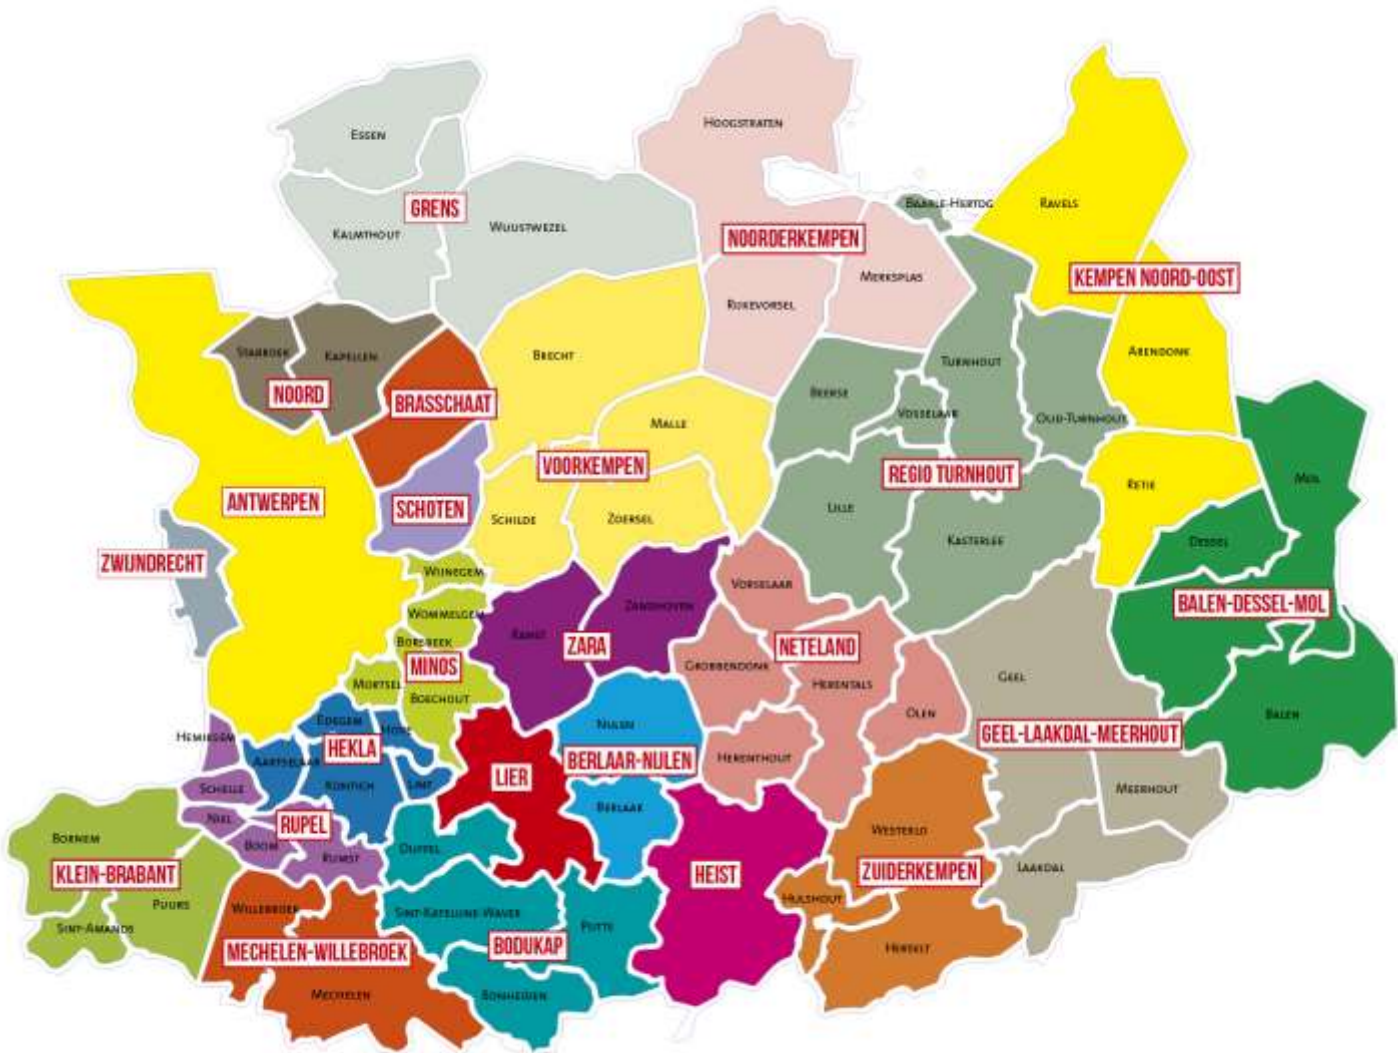 HOOGSTRATEN
ESSEN
BAARLE-HERTOG
RAVELS
GRENS
WUUSTWEZEL
KALMTHOUT
NOORDERKEMPEN
MERKSPLAS
KEMPEN NOORD-OOST
RIJKEVORSEL
STABROEK
KAPELLEN
BRECHT
ARENDONK
TURNHOUT
NOORD
BRASSCHAAT
BEERSE
VOSSELAAR
OUD-TURNHOUT
MALLE
VOORKEMPEN
REGIO TURNHOUT
MOL
RETIE
ANTWERPEN
SCHOTEN
SCHILDE
ZOERSEL
LILLE
KASTERLEE
DESSEL
ZWIJNDRECHT
WIJNEGEM
VORSELAAR
BALEN-DESSEL-MOL
WOMMELGEM
ZANDHOVEN
RANST
BORSBEEK
ZARA
NETELAND
MINOS
GROBBENDONK
MORTSEL
BOECHOUT
HERENTALS
GEEL
OLEN
BALEN
EDEGEM
HOVE
NIJLEN
HEMIKSEM
HEKLA
GEEL-LAAKDAL-MEERHOUT
AARTSELAAR
BERLAAR-NIJLEN
HERENTHOUT
LIER
KONTICH
LINT
SCHELLE
MEERHOUT
BERLAAR
NIEL
RUPEL
WESTERLO
BORNEM
BOOM
DUFFEL
RUMST
KLEIN-BRABANT
HEIST
ZUIDERKEMPEN
LAAKDAL
HULSHOUT
PUURS
WILLEBROEK
SINT-KATELIJNE-WAVER
SINT-AMANDS
PUTTE
MECHELEN-WILLEBROEK
BODUKAP
HERSELT
MECHELEN
BONHEIDEN